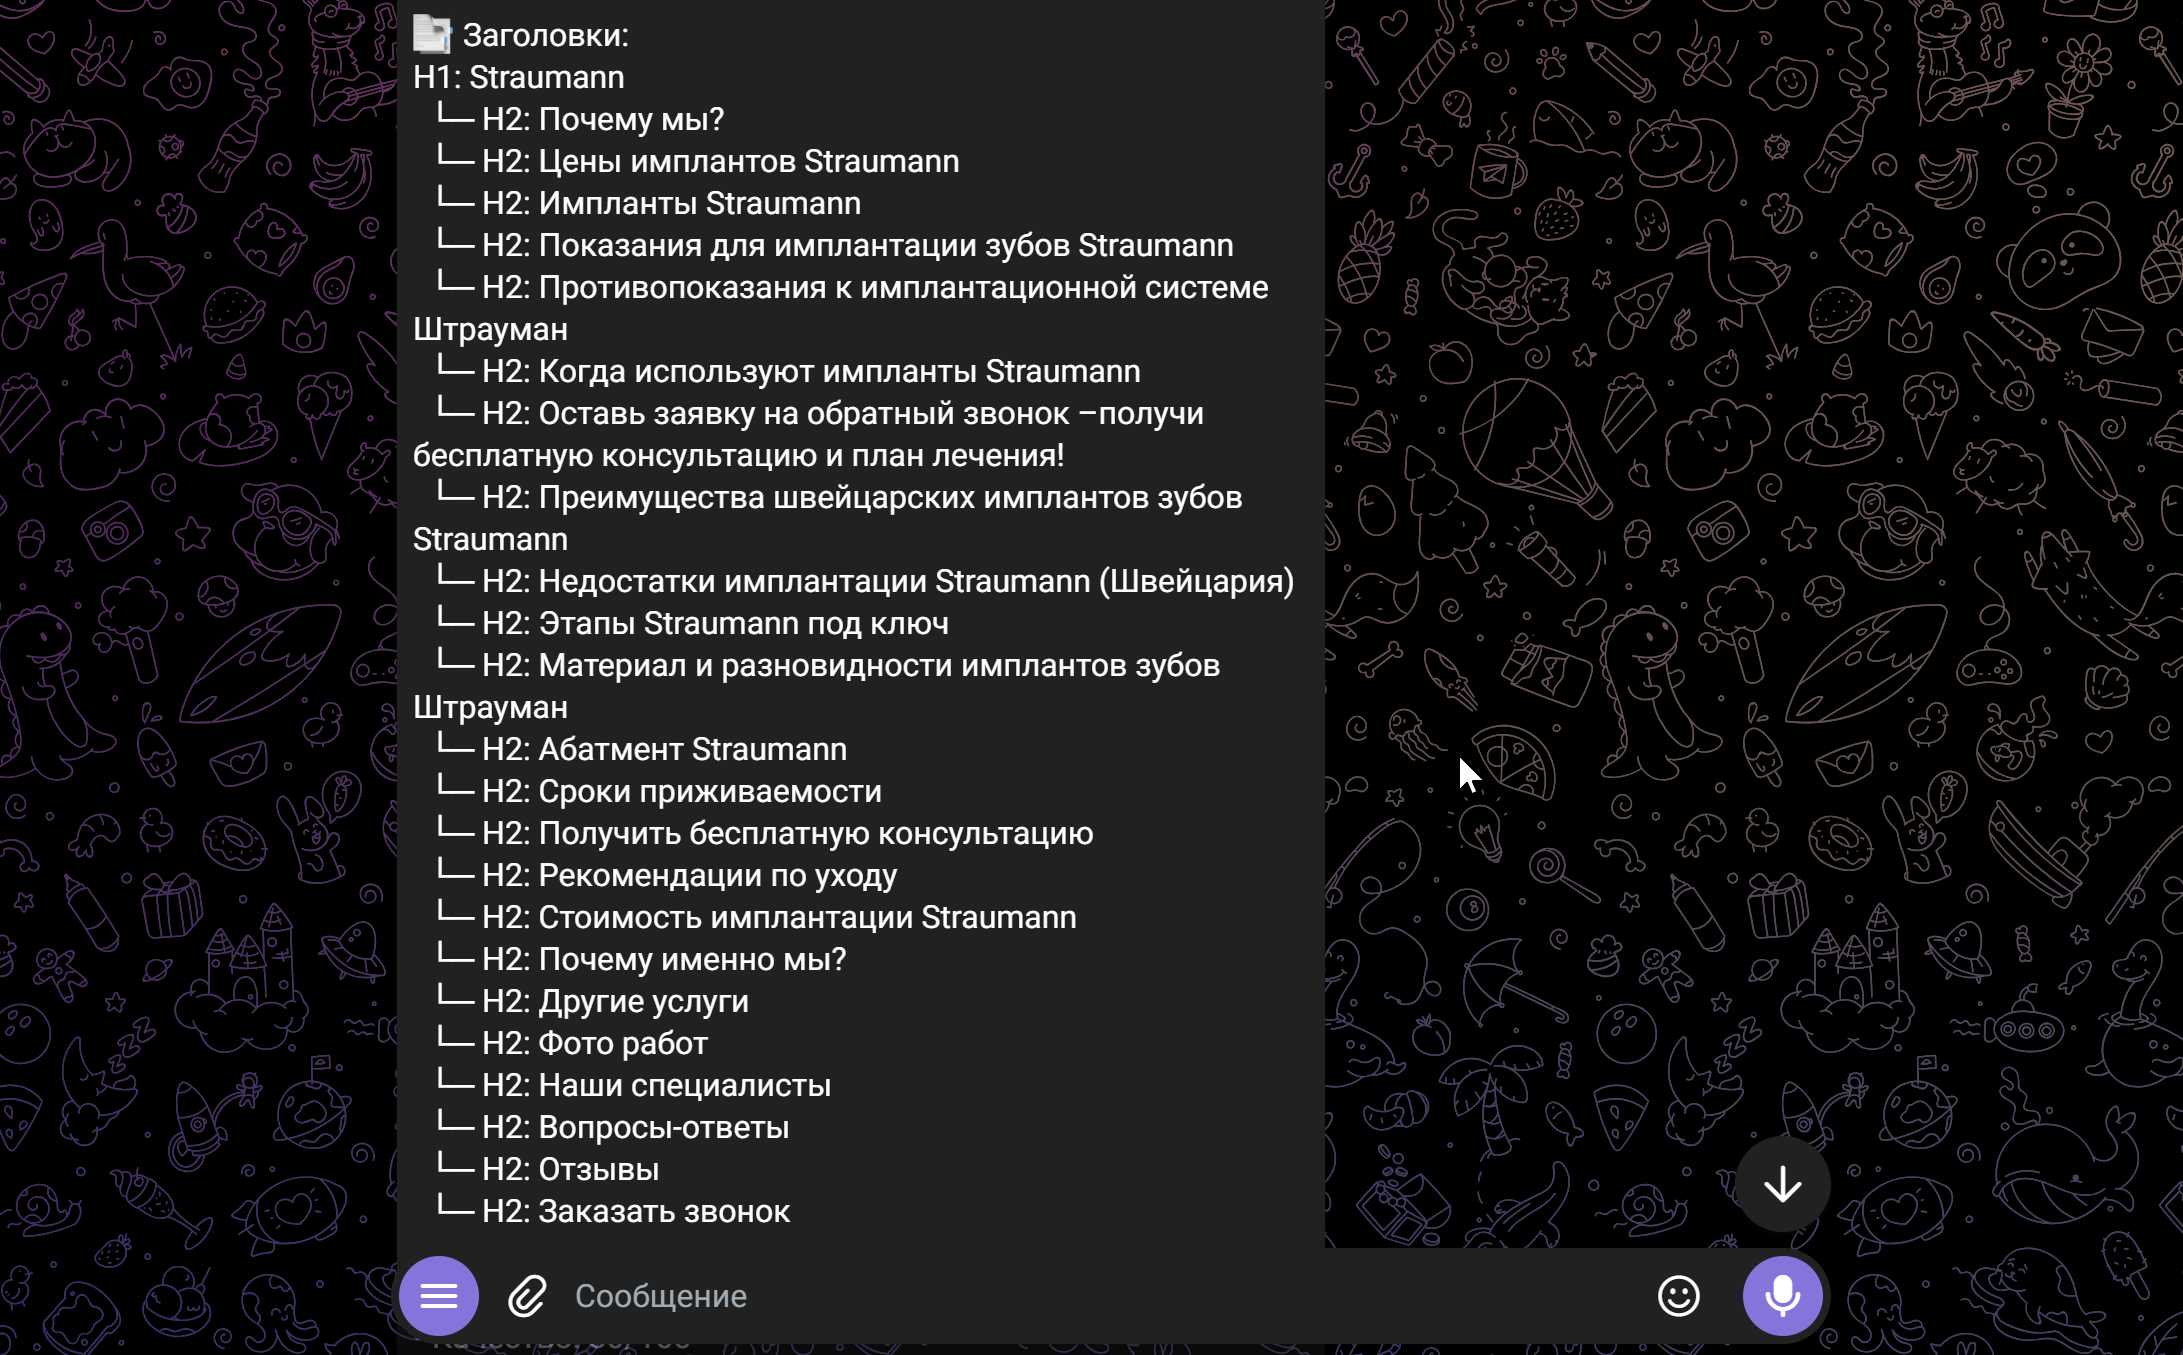 Заголовки:
H1: Straumann
└─ H2: Почему мы?
└─ H2: Цены имплантов Straumann
└─ H2: Импланты Straumann
└─ H2: Показания для имплантации зубов Straumann
└─ H2: Противопоказания к имплантационной системе
Штрауман
└─ H2: Когда используют импланты Straumann
└─ H2: Оставь заявку на обратный звонок –получи
бесплатную консультацию и план лечения!
└─ H2: Преимущества швейцарских имплантов зубов
Straumann
└─ H2: Недостатки имплантации Straumann (Швейцария)
└─ H2: Этапы Straumann под ключ
└─ H2: Материал и разновидности имплантов зубов
Штрауман
└─ H2: Абатмент Straumann
└─ H2: Сроки приживаемости
└─ H2: Получить бесплатную консультацию
└─ H2: Рекомендации по уходу
└─ H2: Стоимость имплантации Straumann
└─ H2: Почему именно мы?
└─ H2: Другие услуги
└─ H2: Фото работ
└─ H2: Наши специалисты
└─ H2: Вопросы-ответы
└─ H2: Отзывы
└─ H2: Заказать звонок
Сообщение